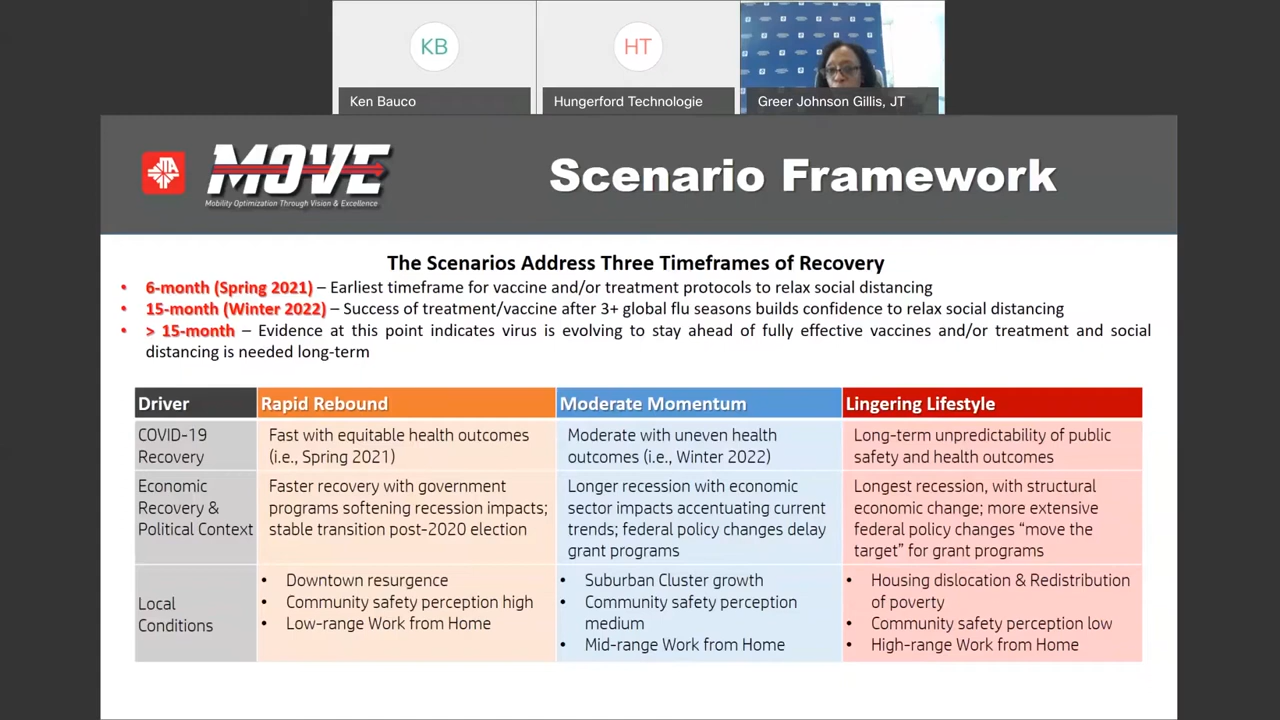 KB
HT
Ken Bauco
Hungerford Technologie
Greer Johnson Gillis, JT
JTA
MOVE
Mobility Optimization Through Vision & Excellence
Scenario Framework
The Scenarios Address Three Timeframes of Recovery
• 6-month (Spring 2021) – Earliest timeframe for vaccine and/or treatment protocols to relax social distancing
• 15-month (Winter 2022) – Success of treatment/vaccine after 3+ global flu seasons builds confidence to relax social distancing
• > 15-month – Evidence at this point indicates virus is evolving to stay ahead of fully effective vaccines and/or treatment and social
distancing is needed long-term
Driver
Rapid Rebound
Moderate Momentum
Lingering Lifestyle
COVID-19
Recovery
Fast with equitable health outcomes
(i.e., Spring 2021)
Moderate with uneven health
outcomes (i.e., Winter 2022)
Long-term unpredictability of public
safety and health outcomes
Economic
Recovery &
Political Context
Faster recovery with government
programs softening recession impacts;
stable transition post-2020 election
Longer recession with economic
sector impacts accentuating current
trends; federal policy changes delay
grant programs
Longest recession, with structural
economic change; more extensive
federal policy changes “move the
target” for grant programs
Local
Conditions
• Downtown resurgence
• Community safety perception high
• Low-range Work from Home
• Suburban Cluster growth
• Community safety perception
medium
• Mid-range Work from Home
• Housing dislocation & Redistribution
of poverty
• Community safety perception low
• High-range Work from Home